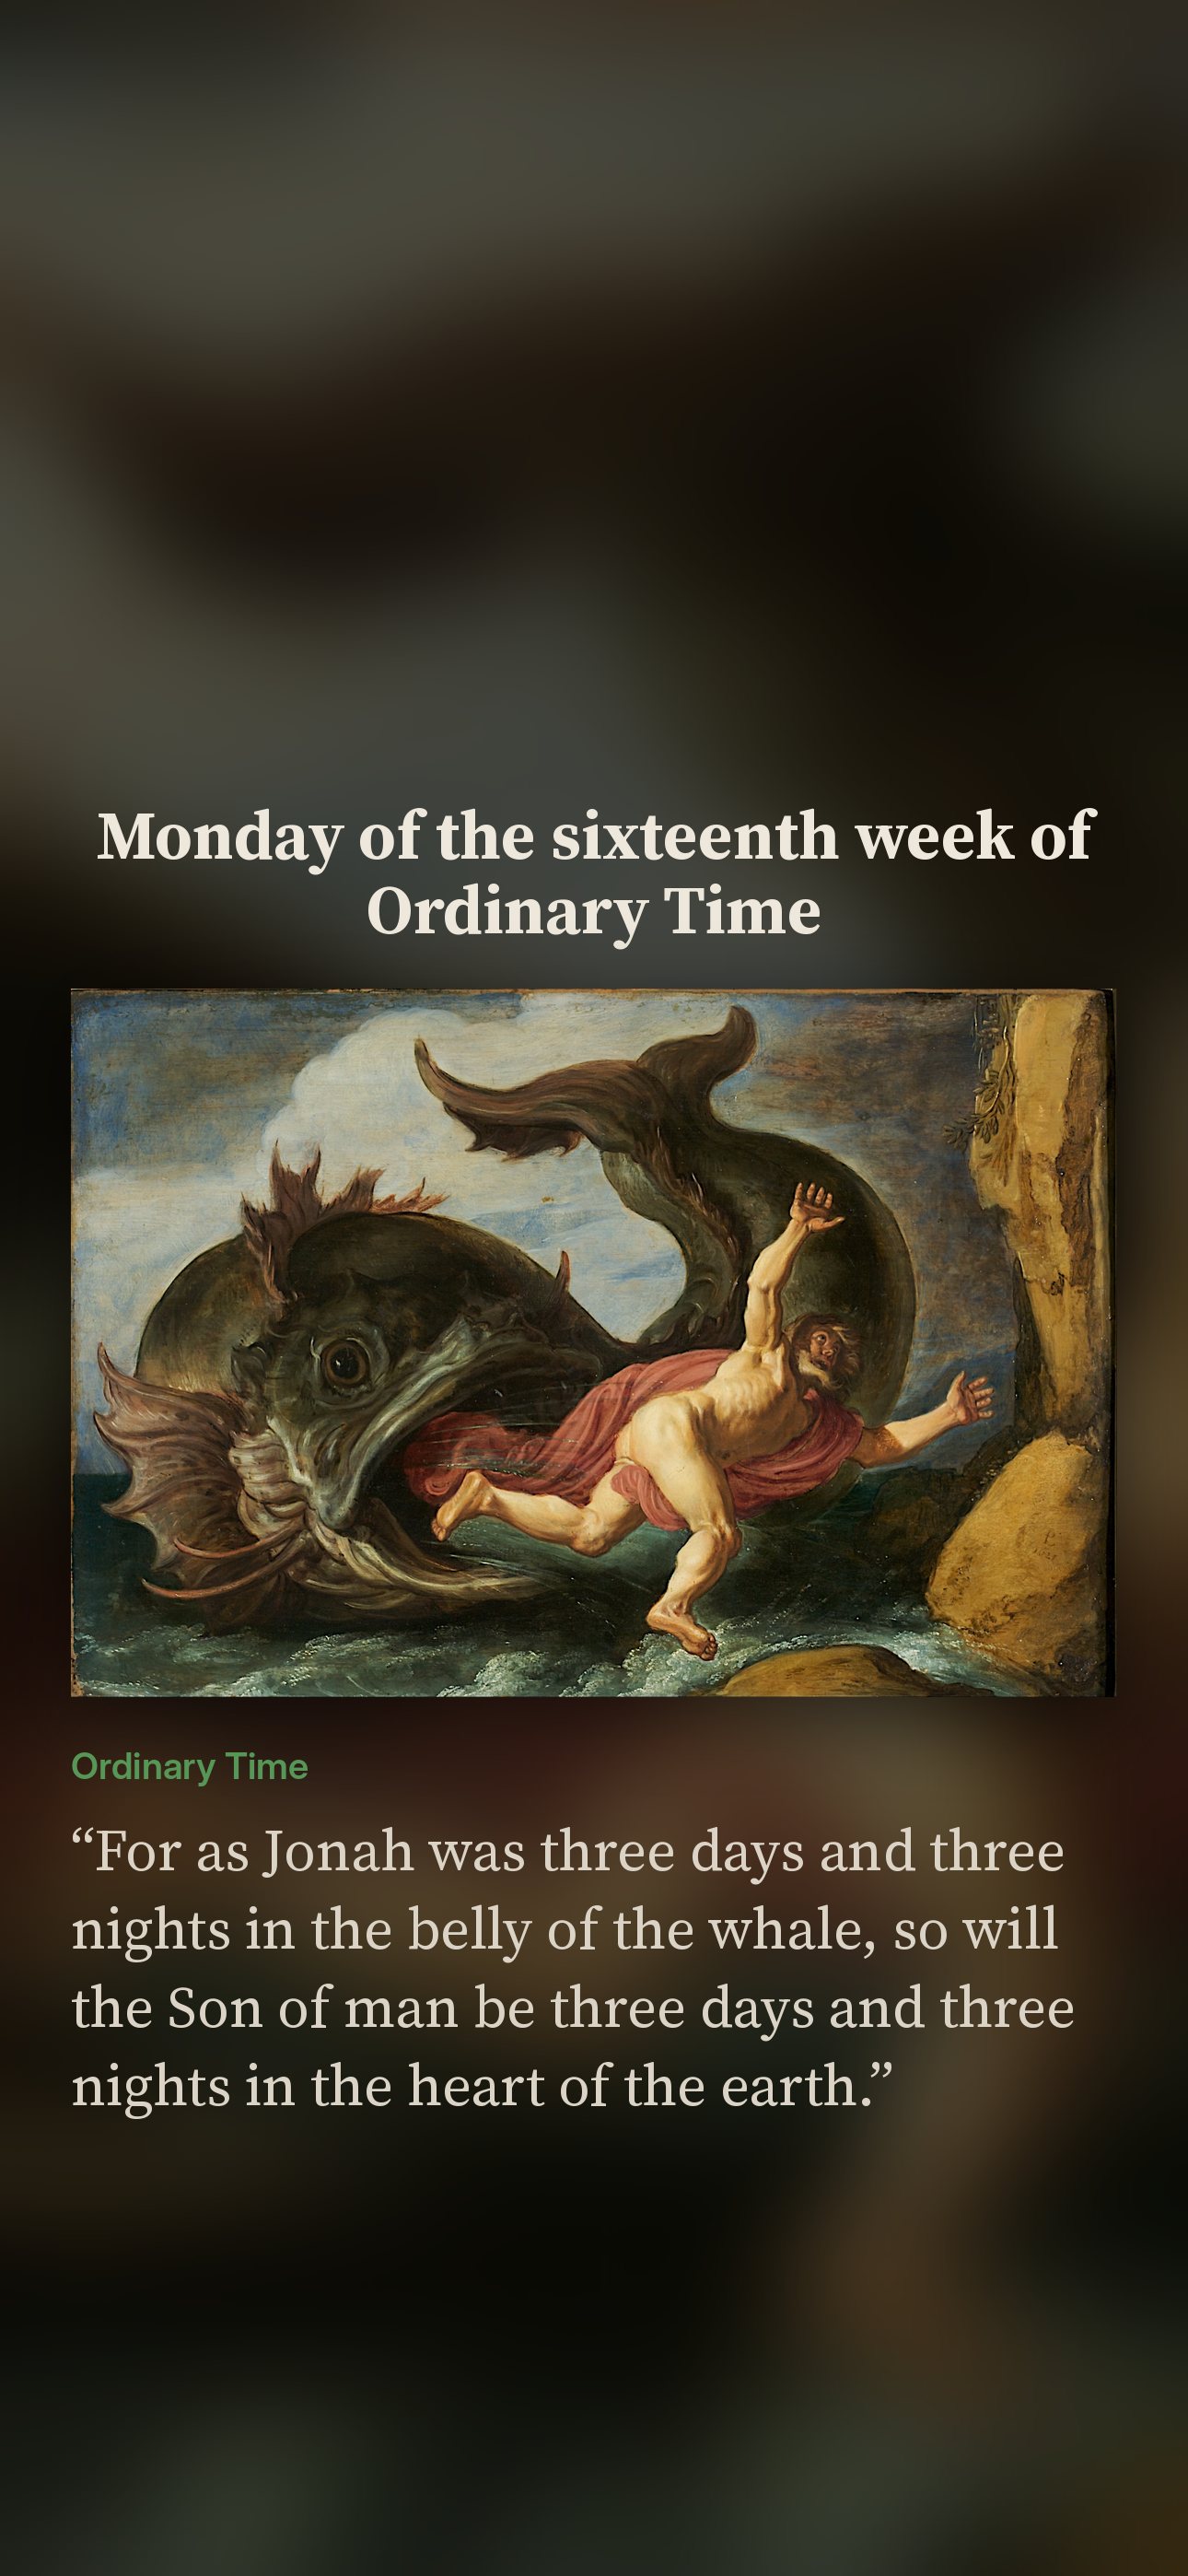 Monday of the sixteenth week of
Ordinary Time
Ordinary Time
“For as Jonah was three days and three
nights in the belly of the whale, so will
the Son of man be three days and three
nights in the heart of the earth.”